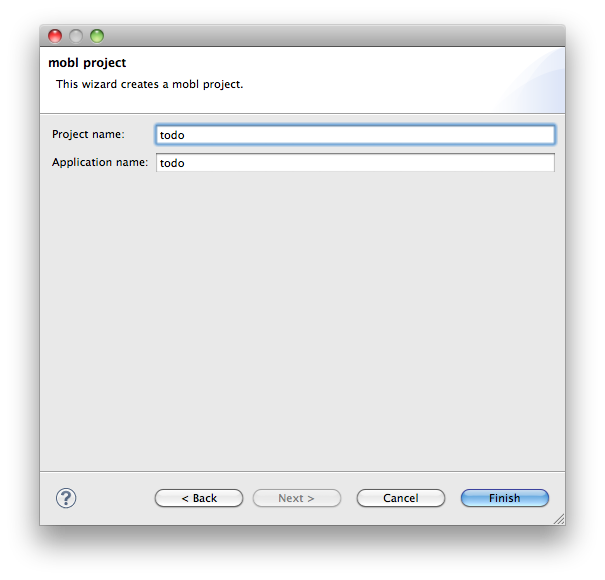 mobl project
This wizard creates a mobl project.
Project name: todo
Application name: todo
? < Back Next > Cancel Finish